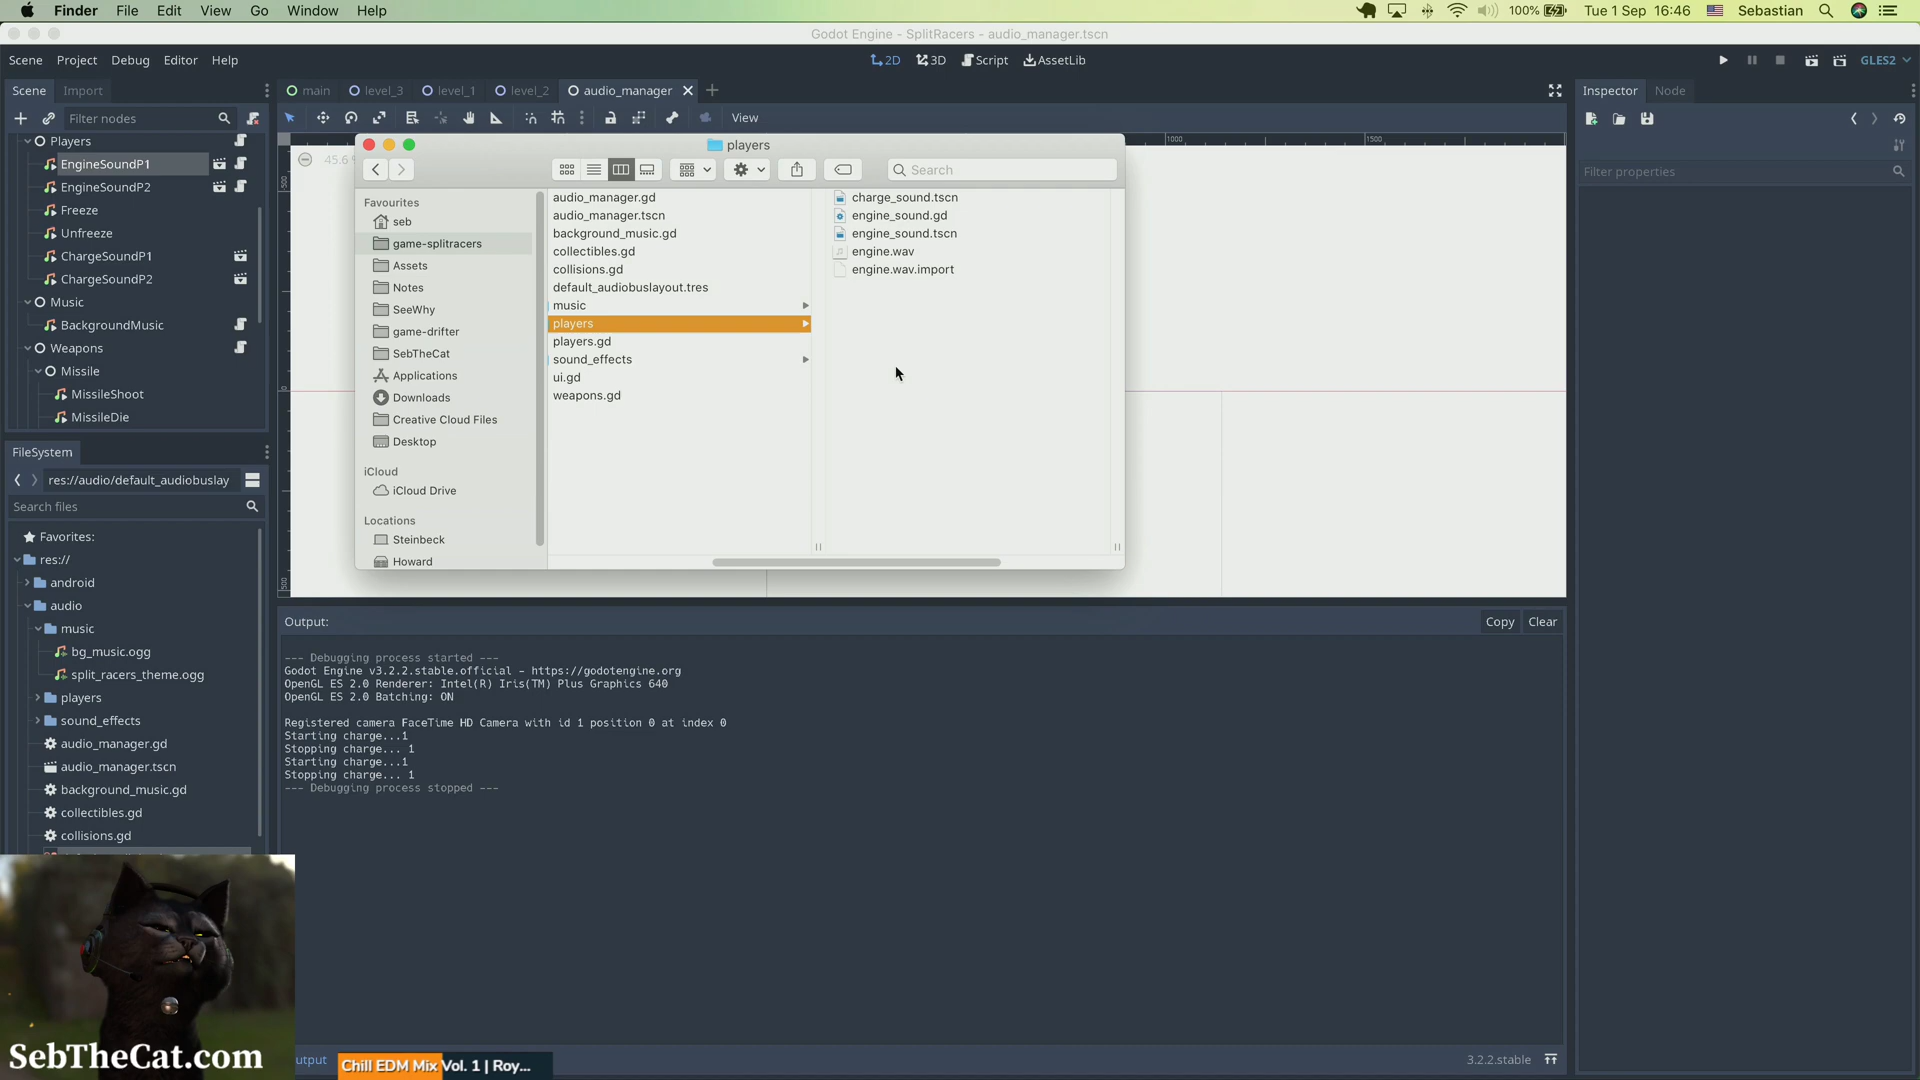 Finder File Edit View Go Window Help
100% Tue 1 Sep 16:46 Sebastian
Godot Engine - SplitRacers - audio_manager.tscn
Scene Project Debug Editor Help
2D 3D Script AssetLib
GLES2
Scene Import
main level_3 level_1 level_2 audio_manager
Inspector Node
Filter nodes
View
Filter properties
Players
EngineSoundP1
EngineSoundP2
Freeze
Unfreeze
ChargeSoundP1
ChargeSoundP2
Music
BackgroundMusic
Weapons
Missile
MissileShoot
MissileDie
45.6
500
1000
1500
0
500
players
Search
Favourites
seb
game-splitracers
Assets
Notes
SeeWhy
game-drifter
SebTheCat
Applications
Downloads
Creative Cloud Files
Desktop
iCloud
iCloud Drive
Locations
Steinbeck
Howard
audio_manager.gd
audio_manager.tscn
background_music.gd
collectibles.gd
collisions.gd
default_audiobuslayout.tres
music
players
players.gd
sound_effects
ui.gd
weapons.gd
charge_sound.tscn
engine_sound.gd
engine_sound.tscn
engine.wav
engine.wav.import
FileSystem
res://audio/default_audiobuslay
Search files
Favorites:
res://
android
audio
music
bg_music.ogg
split_racers_theme.ogg
players
sound_effects
audio_manager.gd
audio_manager.tscn
background_music.gd
collectibles.gd
collisions.gd
Output:
Copy Clear
--- Debugging process started ---
Godot Engine v3.2.2.stable.official - https://godotengine.org
OpenGL ES 2.0 Renderer: Intel(R) Iris(TM) Plus Graphics 640
OpenGL ES 2.0 Batching: ON
Registered camera FaceTime HD Camera with id 1 position 0 at index 0
Starting charge...1
Stopping charge... 1
Starting charge...1
Stopping charge... 1
--- Debugging process stopped ---
SebTheCat.com
utput
Chill EDM Mix Vol. 1 | Roy...
3.2.2.stable